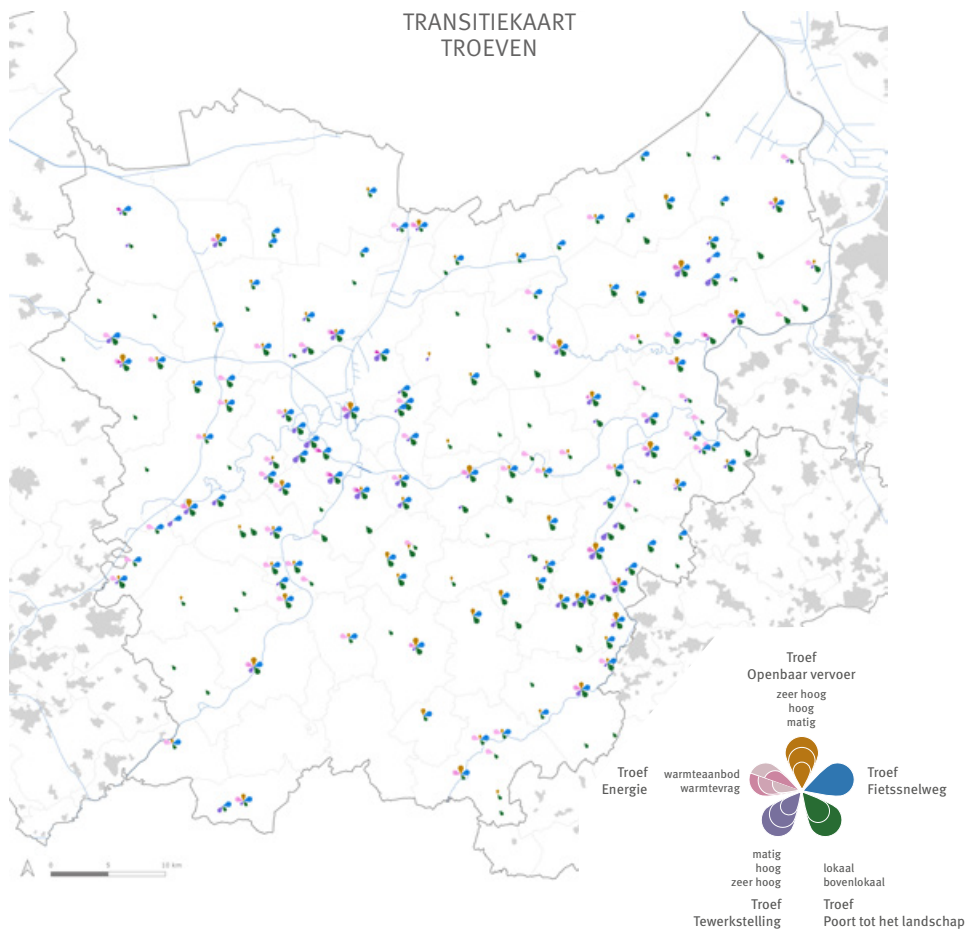 TRANSITIEKAART
TROEVEN
Troef
Openbaar vervoer
zeer hoog
hoog
matig
Troef
Energie
warmteaanbod
warmtevrag
Troef
Fietssnelweg
matig
hoog
zeer hoog
lokaal
bovenlokaal
Troef
Tewerkstelling
Troef
Poort tot het landschap
0 5 10 km